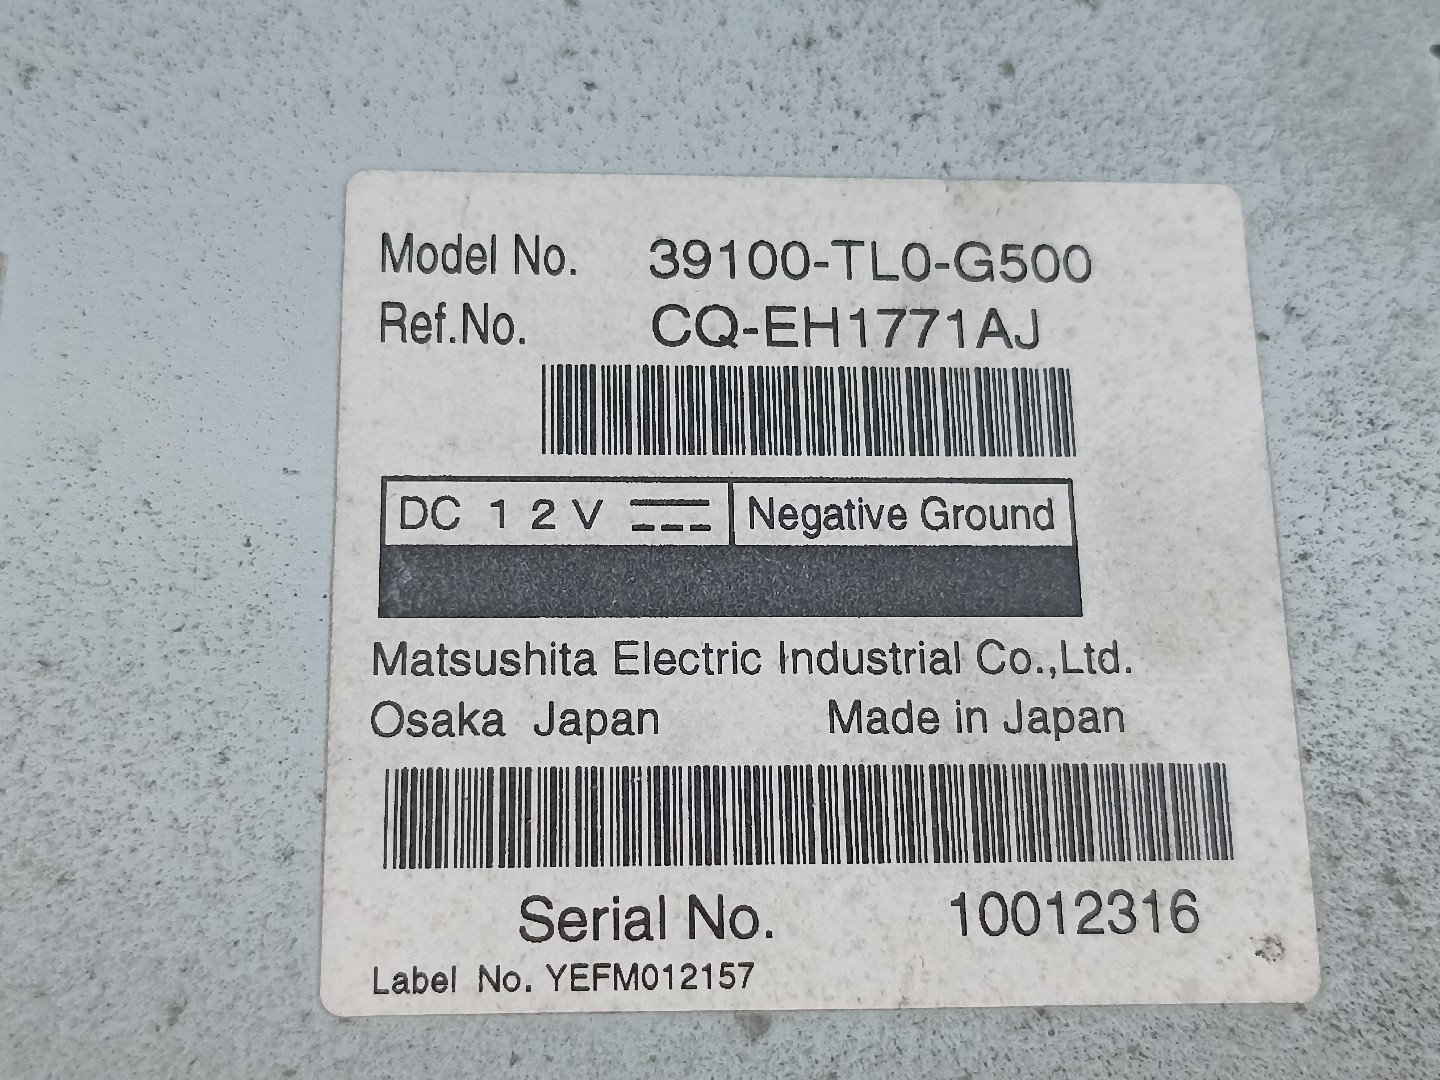 Model No. 39100-TL0-G500
Ref.No. CQ-EH1771AJ
DC 12V Negative Ground
Matsushita Electric Industrial Co.,Ltd.
Osaka Japan Made in Japan
Serial No. 10012316
Label No. YEFM012157